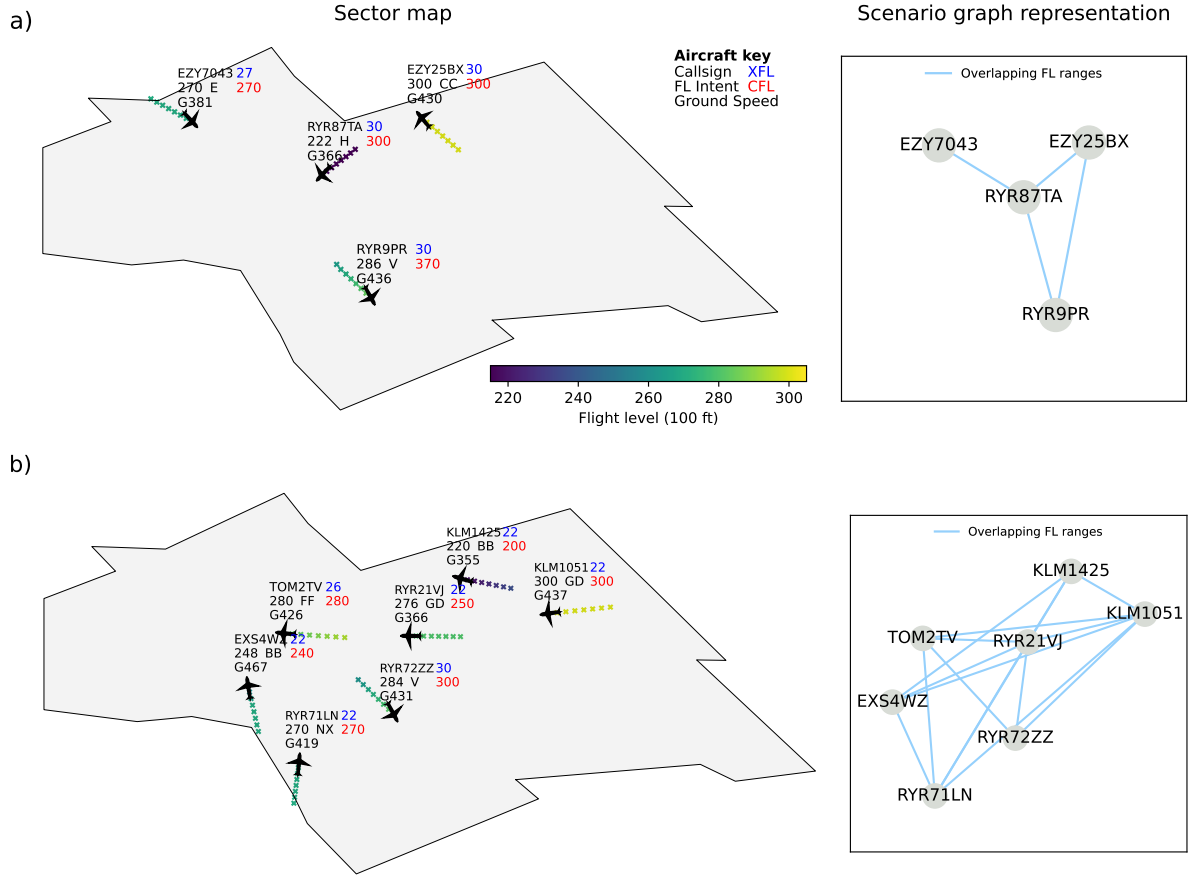 a)
Sector map
Scenario graph representation
EZY7043 27
270 E 270
G381
EZY25BX 30
300 CC 300
G430
RYR87TA 30
222 H 300
G366
RYR9PR 30
286 V 370
G436
Aircraft key
Callsign XFL
FL Intent CFL
Ground Speed
220 240 260 280 300
Flight level (100 ft)
Overlapping FL ranges
EZY7043
EZY25BX
RYR87TA
RYR9PR
b)
KLM1425 22
220 BB 200
G355
KLM1051 22
300 GD 300
G437
TOM2TV 26
280 FF 280
G426
RYR21VJ 22
276 GD 250
G366
EXS4WZ 22
248 BB 240
G467
RYR72ZZ 30
284 V 300
G431
RYR71LN 22
270 NX 270
G419
Overlapping FL ranges
KLM1425
KLM1051
TOM2TV
RYR21VJ
EXS4WZ
RYR72ZZ
RYR71LN